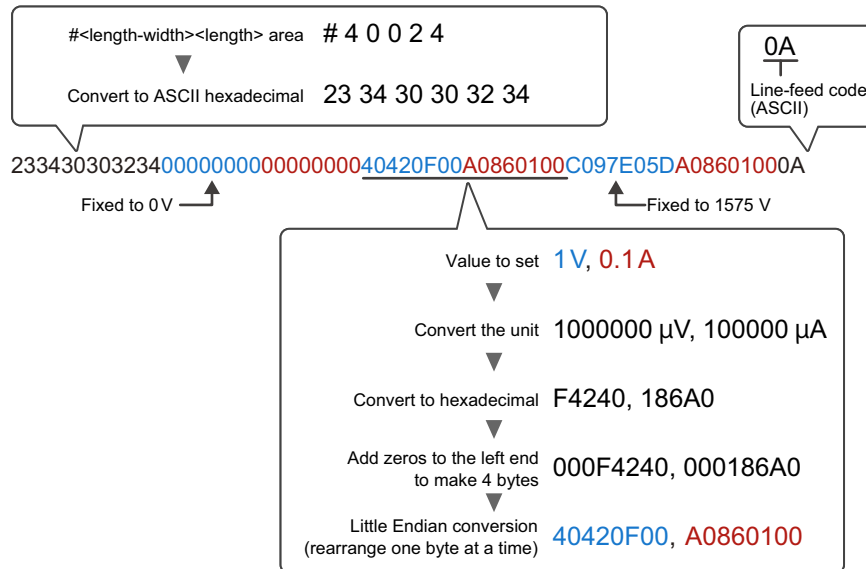 #<length-width><length> area # 4 0 0 2 4
Convert to ASCII hexadecimal 23 34 30 30 32 34
0A
Line-feed code
(ASCII)
233430303234000000000000000040420F00A0860100C097E05DA08601000A
Fixed to 0 V
Fixed to 1575 V
Value to set 1 V, 0.1 A
Convert the unit 1000000 µV, 100000 µA
Convert to hexadecimal F4240, 186A0
Add zeros to the left end
to make 4 bytes 000F4240, 000186A0
Little Endian conversion
(rearrange one byte at a time) 40420F00, A0860100